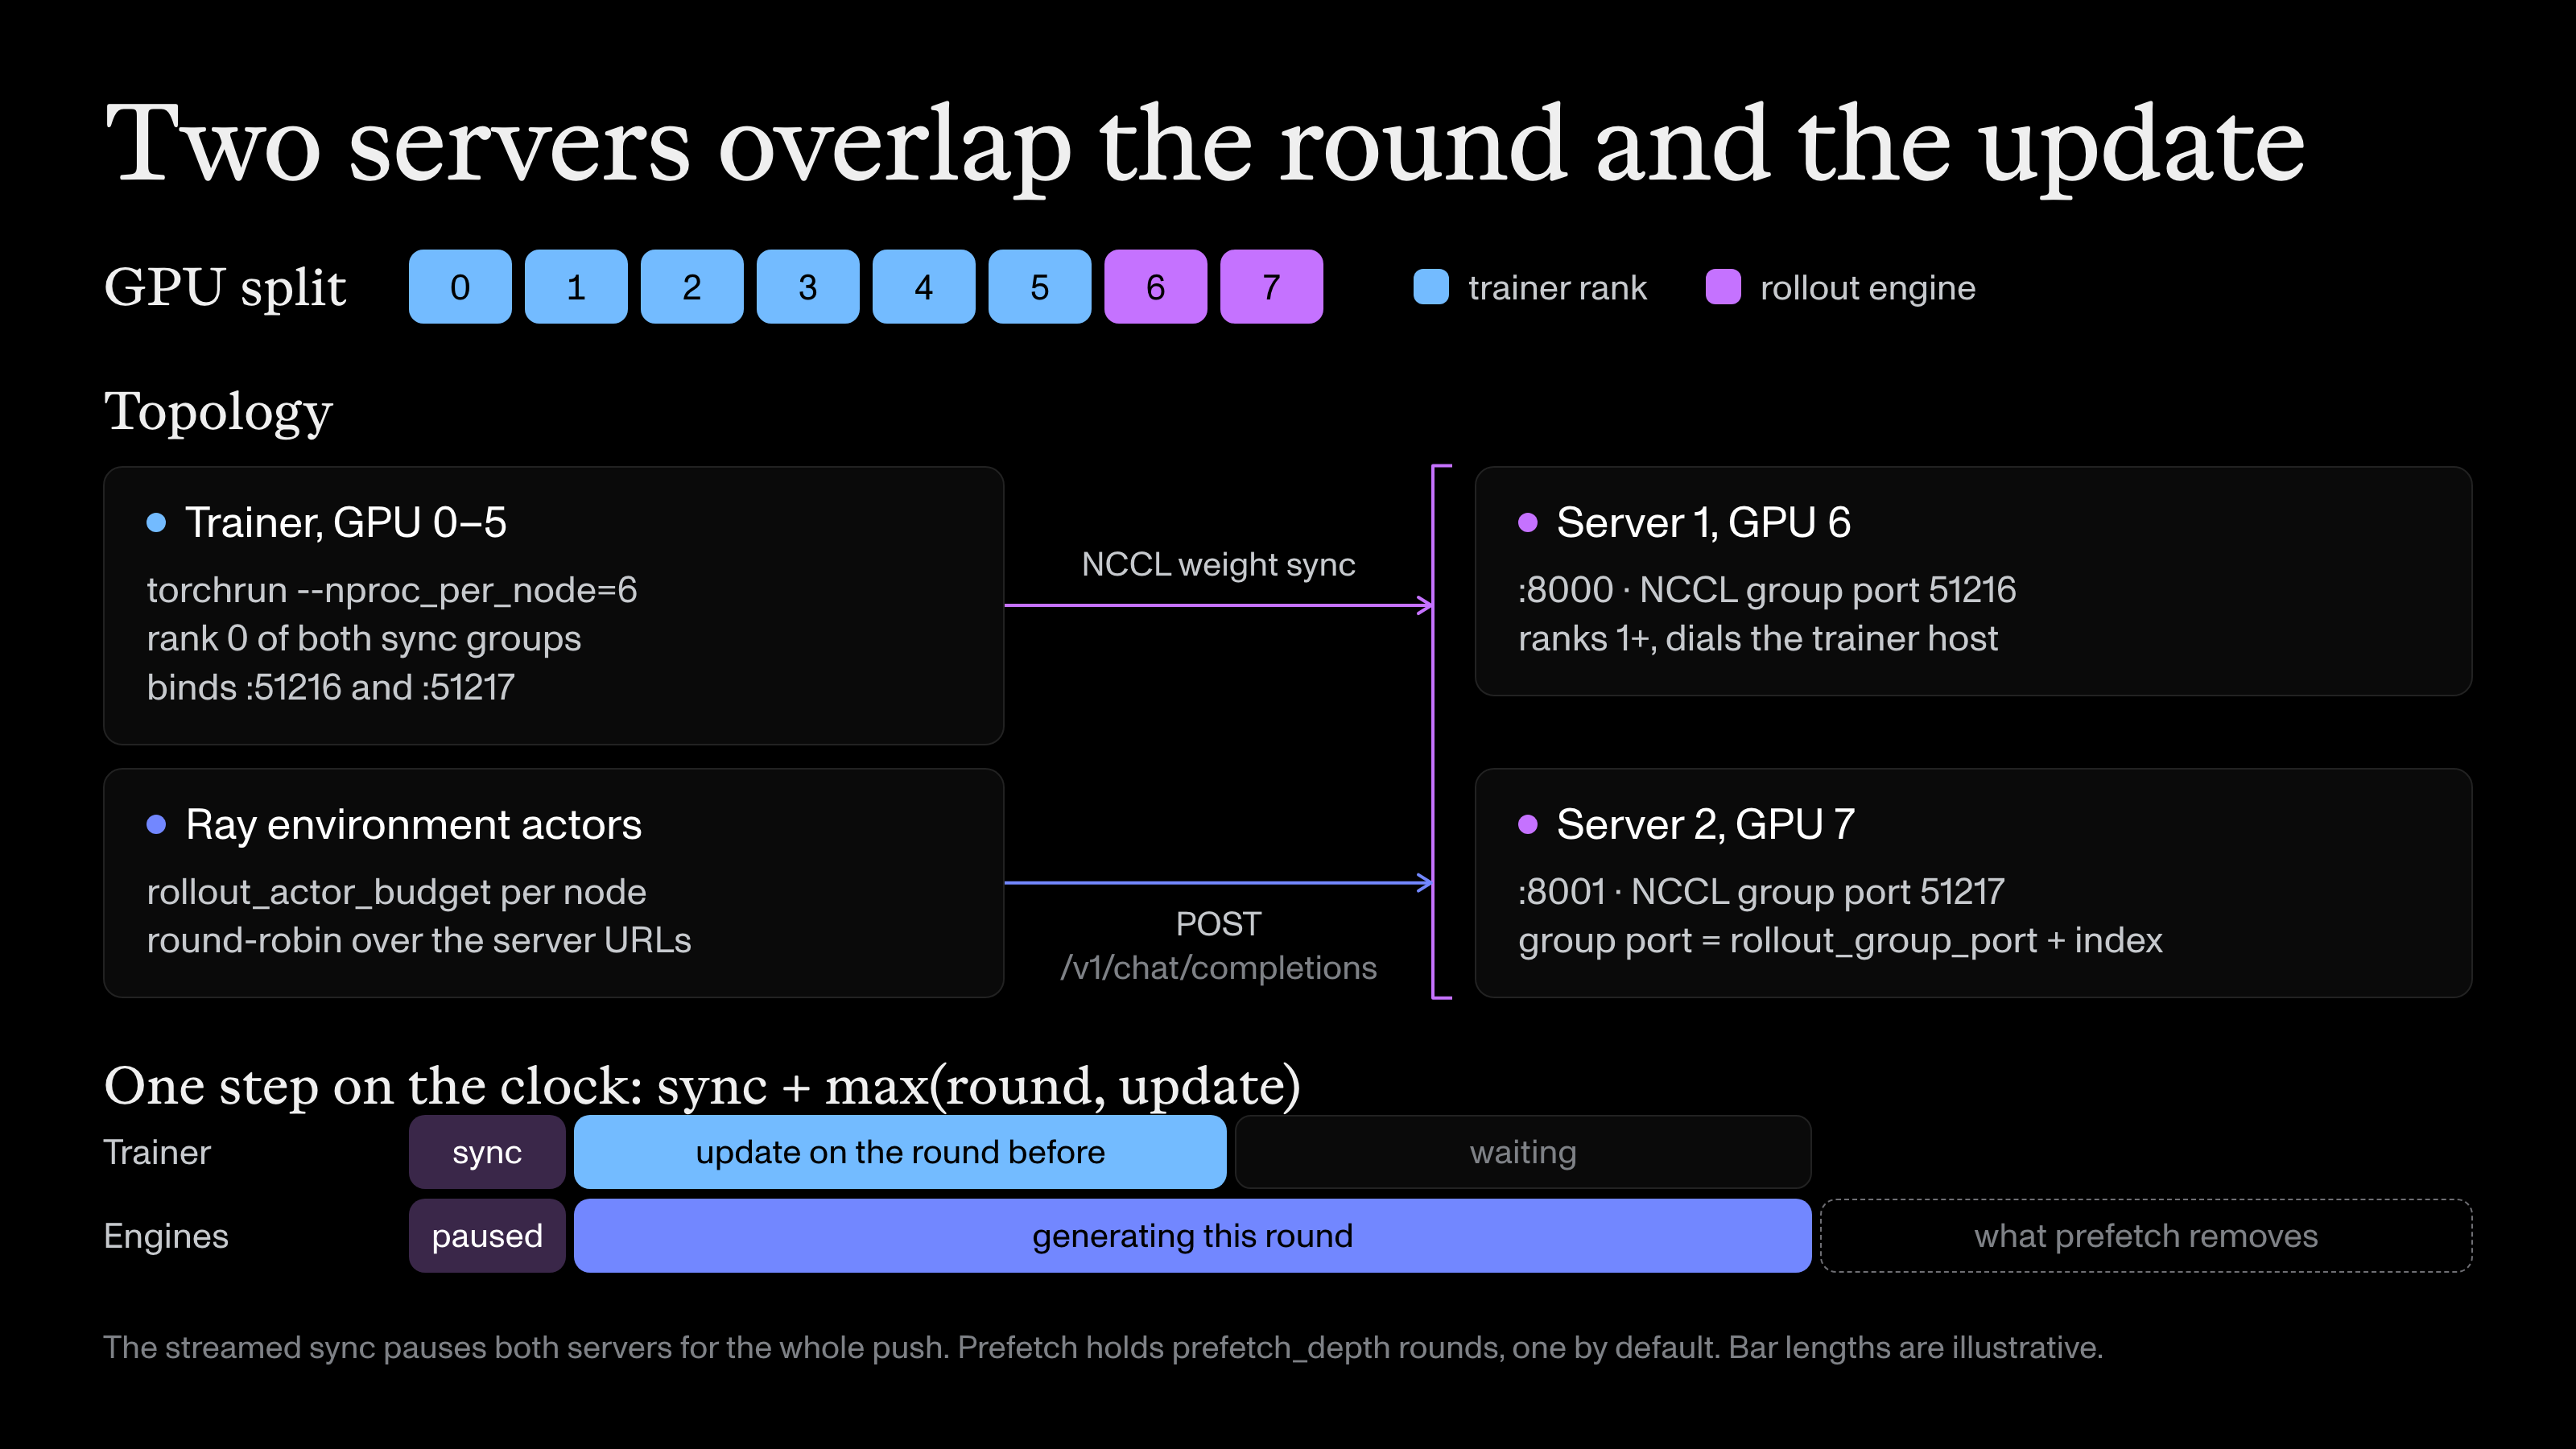 Two servers overlap the round and the update
GPU split
0
1
2
3
4
5
6
7
trainer rank
rollout engine
Topology
Trainer, GPU 0–5
torchrun --nproc_per_node=6
rank 0 of both sync groups
binds :51216 and :51217
NCCL weight sync
Server 1, GPU 6
:8000 · NCCL group port 51216
ranks 1+, dials the trainer host
Ray environment actors
rollout_actor_budget per node
round-robin over the server URLs
POST
/v1/chat/completions
Server 2, GPU 7
:8001 · NCCL group port 51217
group port = rollout_group_port + index
One step on the clock: sync + max(round, update)
Trainer
sync
update on the round before
waiting
Engines
paused
generating this round
what prefetch removes
The streamed sync pauses both servers for the whole push. Prefetch holds prefetch_depth rounds, one by default. Bar lengths are illustrative.